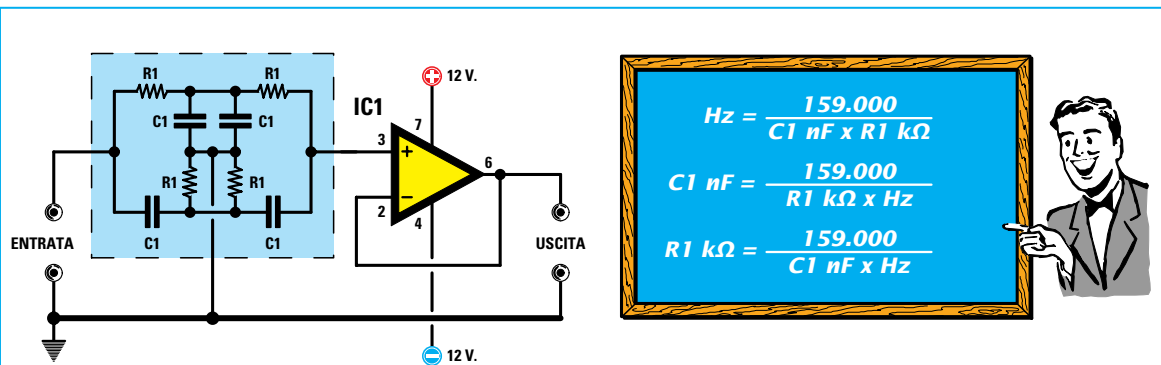 R1
R1
C1
C1
R1
R1
C1
C1
ENTRATA
IC1
3
+
2
−
7
4
6
12 V.
12 V.
USCITA
Hz = 159.000 / C1 nF x R1 kΩ
C1 nF = 159.000 / R1 kΩ x Hz
R1 kΩ = 159.000 / C1 nF x Hz